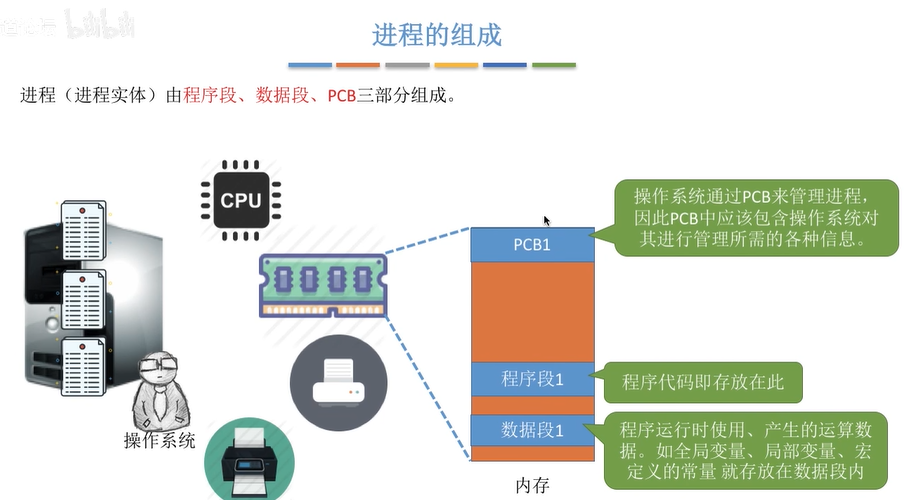 bilibili
进程的组成
进程（进程实体）由程序段、数据段、PCB三部分组成。
CPU
操作系统
PCB1
程序段1
数据段1
内存
操作系统通过PCB来管理进程，
因此PCB中应该包含操作系统对
其进行管理所需的各种信息。
程序代码即存放在此
程序运行时使用、产生的运算数
据。如全局变量、局部变量、宏
定义的常量 就存放在数据段内